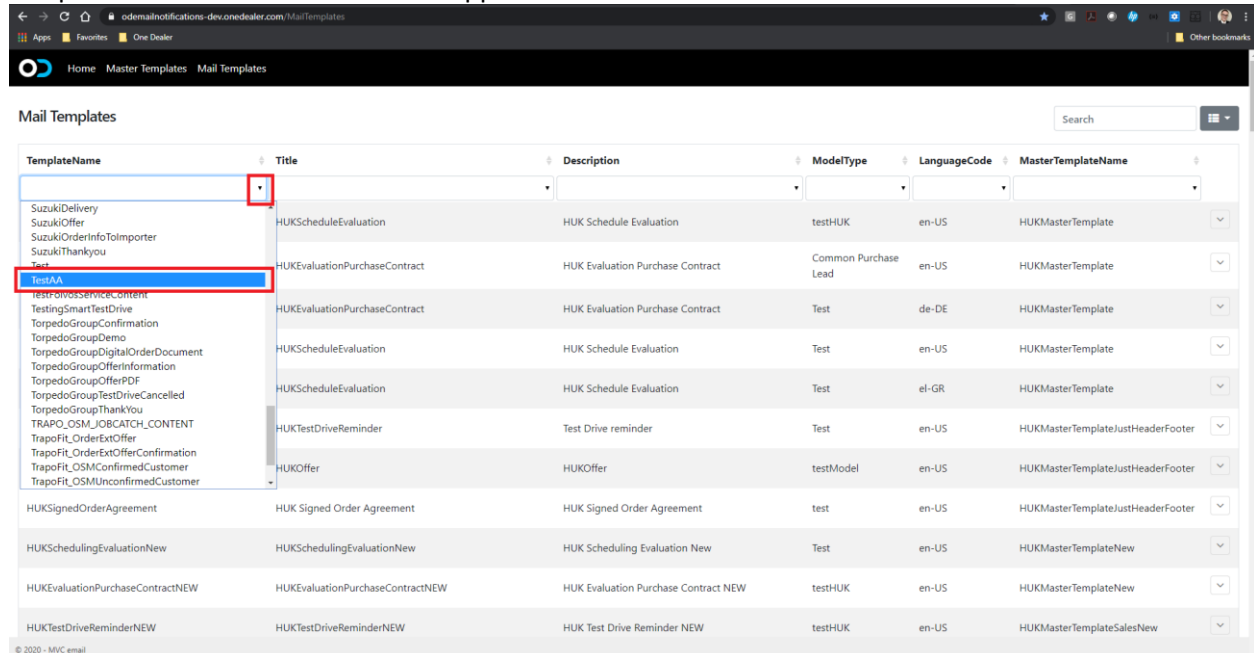 odemailnotifications-dev.onedealer.com/MailTemplates
Apps Favorites One Dealer Other bookmarks
Home Master Templates Mail Templates
Mail Templates
Search
TemplateName Title Description ModelType LanguageCode MasterTemplateName
SuzukiDelivery
SuzukiOffer
HUKScheduleEvaluation HUK Schedule Evaluation testHUK en-US HUKMasterTemplate
SuzukiOrderInfoToImporter
SuzukiThankyou
Test
HUKEvaluationPurchaseContract HUK Evaluation Purchase Contract Common Purchase Lead en-US HUKMasterTemplate
TestAA
TestFoivosServiceContent
TestingSmartTestDrive
HUKEvaluationPurchaseContract HUK Evaluation Purchase Contract Test de-DE HUKMasterTemplate
TorpedoGroupConfirmation
TorpedoGroupDemo
TorpedoGroupDigitalOrderDocument
HUKScheduleEvaluation HUK Schedule Evaluation Test en-US HUKMasterTemplate
TorpedoGroupOfferInformation
TorpedoGroupOfferPDF
HUKScheduleEvaluation HUK Schedule Evaluation Test el-GR HUKMasterTemplate
TorpedoGroupTestDriveCancelled
TorpedoGroupThankYou
TRAPO_OSM_JOBCATCH_CONTENT
HUKTestDriveReminder Test Drive reminder Test en-US HUKMasterTemplateJustHeaderFooter
TrapoFit_OrderExtOffer
TrapoFit_OrderExtOfferConfirmation
TrapoFit_OSMConfirmedCustomer
HUKOffer HUKOffer testModel en-US HUKMasterTemplateJustHeaderFooter
TrapoFit_OSMUnconfirmedCustomer
HUKSignedOrderAgreement HUK Signed Order Agreement HUK Signed Order Agreement test en-US HUKMasterTemplateJustHeaderFooter
HUKSchedulingEvaluationNew HUKSchedulingEvaluationNew HUK Scheduling Evaluation New Test en-US HUKMasterTemplateNew
HUKEvaluationPurchaseContractNEW HUKEvaluationPurchaseContractNEW HUK Evaluation Purchase Contract NEW testHUK en-US HUKMasterTemplateNew
HUKTestDriveReminderNEW HUKTestDriveReminderNEW HUK Test Drive Reminder NEW testHUK en-US HUKMasterTemplateSalesNew
© 2020 - MVC email